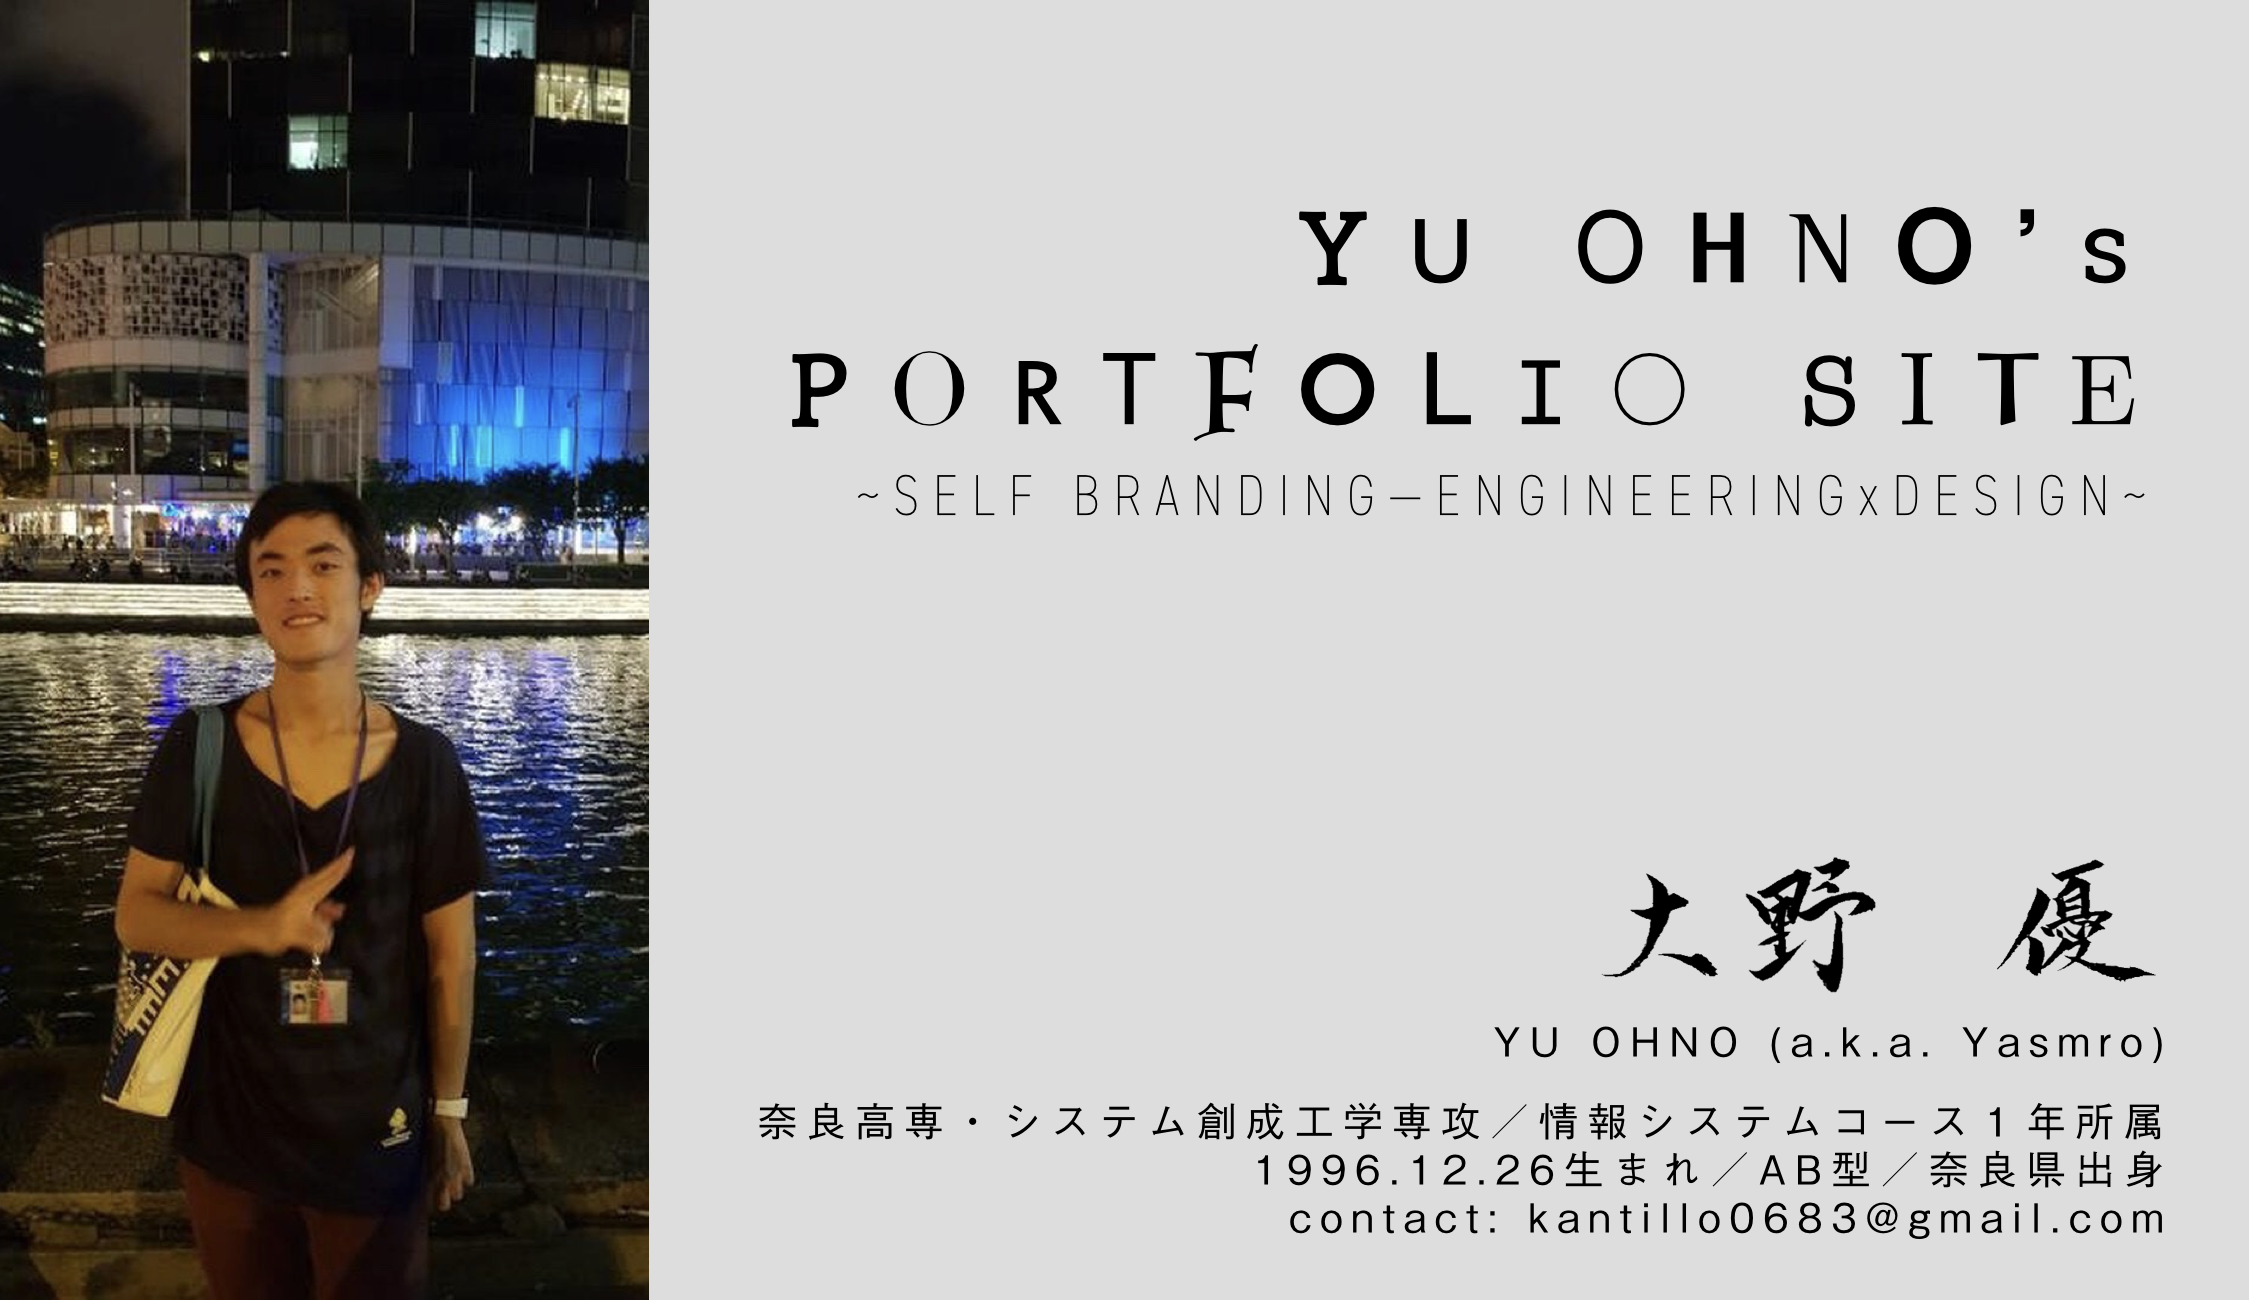 YU OHNO’s
PORTFOLIO SITE
~SELF BRANDING—ENGINEERINGxDESIGN~
大野 優
YU OHNO (a.k.a. Yasmro)
奈良高専・システム創成工学専攻／情報システムコース1年所属
1996.12.26生まれ／AB型／奈良県出身
contact: kantillo0683@gmail.com